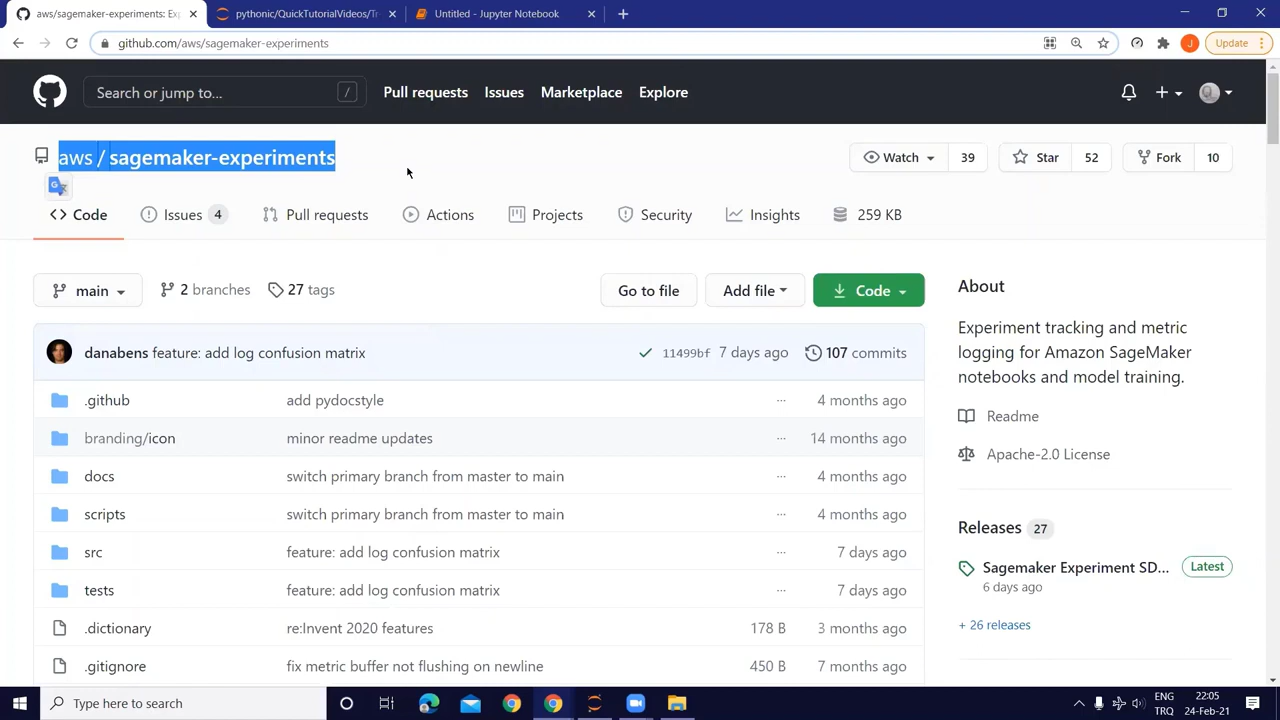 aws/sagemaker-experiments: Exp
pythonic/QuickTutorialVideos/Tr
Untitled - Jupyter Notebook
github.com/aws/sagemaker-experiments
J
Update
Search or jump to...
/
Pull requests
Issues
Marketplace
Explore
aws / sagemaker-experiments
Watch 39
Star 52
Fork 10
Code
Issues 4
Pull requests
Actions
Projects
Security
Insights
259 KB
main
2 branches
27 tags
Go to file
Add file
Code
About
Experiment tracking and metric
logging for Amazon SageMaker
notebooks and model training.
Readme
Apache-2.0 License
Releases 27
Sagemaker Experiment SD... Latest
6 days ago
+ 26 releases
danabens feature: add log confusion matrix 11499bf 7 days ago 107 commits
.github add pydocstyle ... 4 months ago
branding/icon minor readme updates ... 14 months ago
docs switch primary branch from master to main ... 4 months ago
scripts switch primary branch from master to main ... 4 months ago
src feature: add log confusion matrix ... 7 days ago
tests feature: add log confusion matrix ... 7 days ago
.dictionary re:Invent 2020 features 178 B 3 months ago
.gitignore fix metric buffer not flushing on newline 450 B 7 months ago
Type here to search
ENG
TRQ
22:05
24-Feb-21